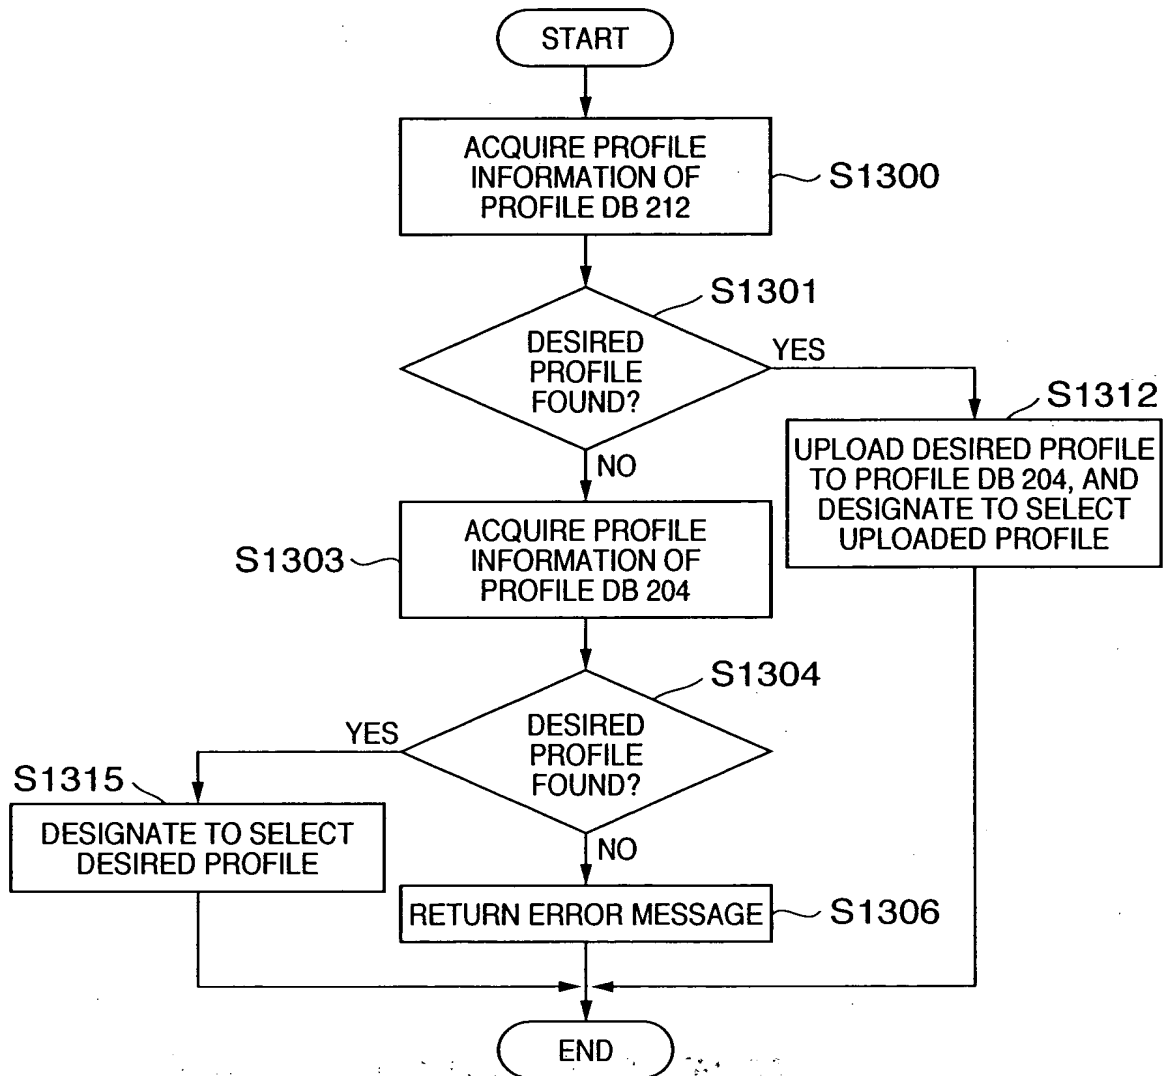 START
ACQUIRE PROFILE
INFORMATION OF
PROFILE DB 212
S1300
S1301
DESIRED
PROFILE
FOUND?
YES
S1312
UPLOAD DESIRED PROFILE
TO PROFILE DB 204, AND
DESIGNATE TO SELECT
UPLOADED PROFILE
NO
S1303
ACQUIRE PROFILE
INFORMATION OF
PROFILE DB 204
S1304
DESIRED
PROFILE
FOUND?
YES
S1315
DESIGNATE TO SELECT
DESIRED PROFILE
NO
RETURN ERROR MESSAGE
S1306
END